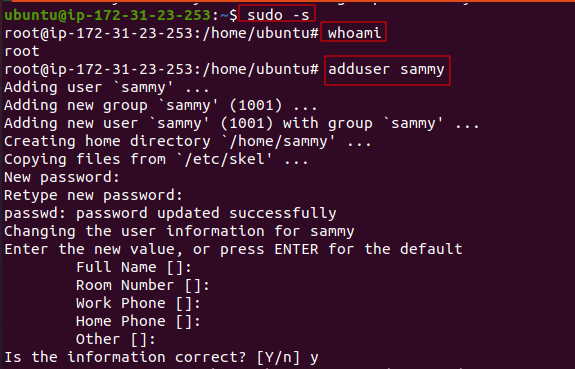 ubuntu@ip-172-31-23-253:~$ sudo -s
root@ip-172-31-23-253:/home/ubuntu# whoami
root
root@ip-172-31-23-253:/home/ubuntu# adduser sammy
Adding user `sammy' ...
Adding new group `sammy' (1001) ...
Adding new user `sammy' (1001) with group `sammy' ...
Creating home directory `/home/sammy' ...
Copying files from `/etc/skel' ...
New password:
Retype new password:
passwd: password updated successfully
Changing the user information for sammy
Enter the new value, or press ENTER for the default
        Full Name []:
        Room Number []:
        Work Phone []:
        Home Phone []:
        Other []:
Is the information correct? [Y/n] y